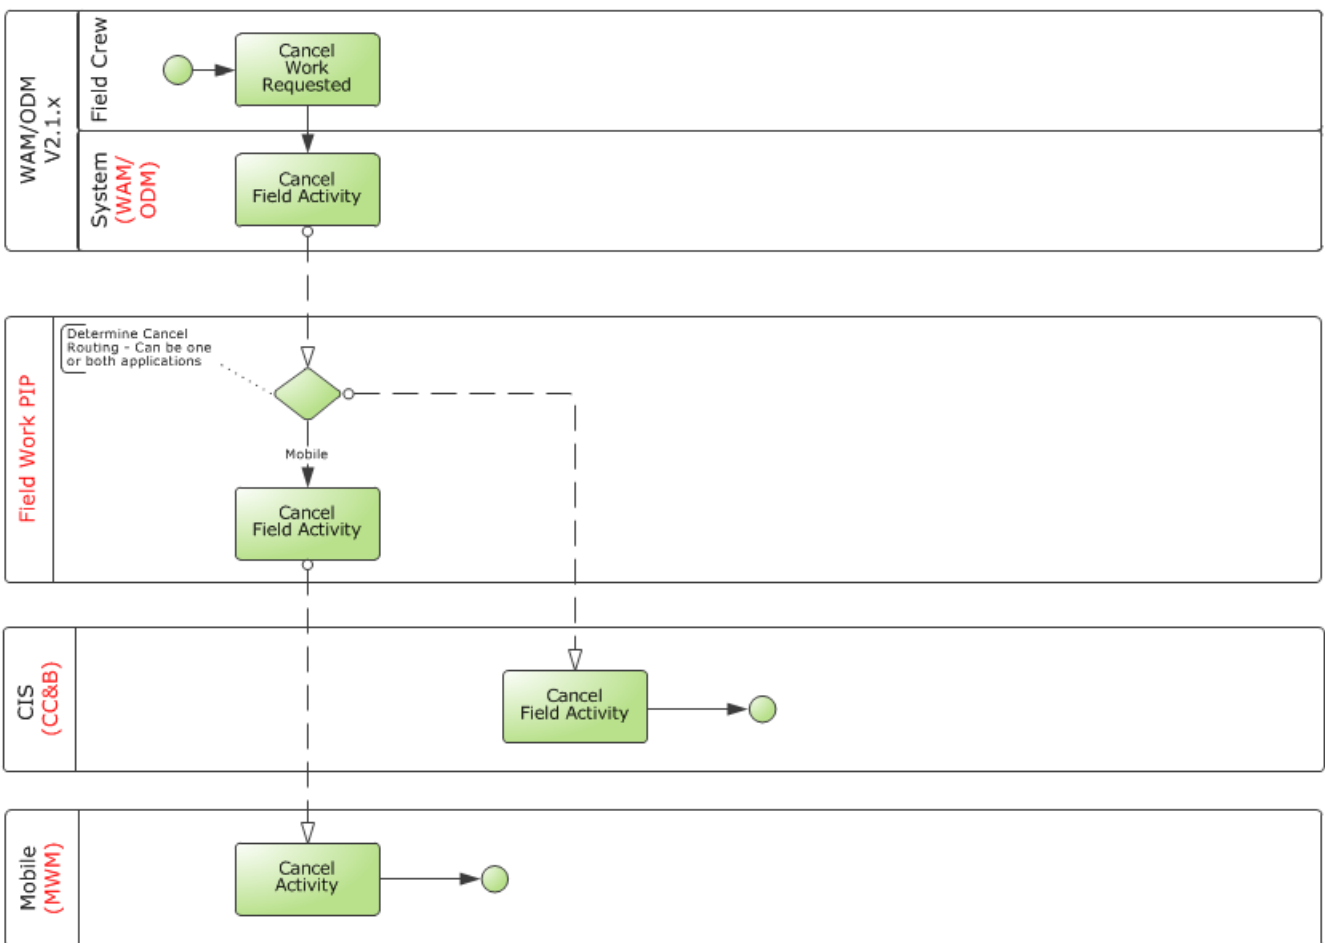 WAM/ODM
V2.1.x
Field Crew
Cancel
Work
Requested
System
(WAM/
ODM)
Cancel
Field Activity
Field Work PIP
Determine Cancel
Routing - Can be one
or both applications
Mobile
Cancel
Field Activity
CIS
(CC&B)
Cancel
Field Activity
Mobile
(MWM)
Cancel
Activity